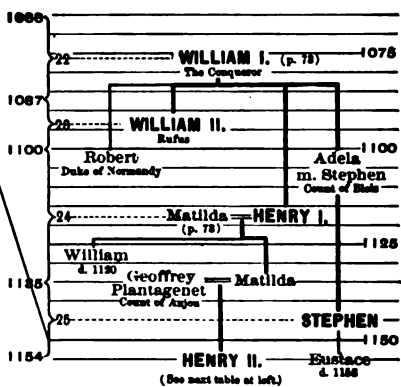 1066
22 WILLIAM I. (p. 73) 1075
The Conqueror
1087
23 WILLIAM II.
Rufus
1100 Robert Adela 1100
Duke of Normandy m. Stephen
Count of Blois
24 Matilda HENRY I.
(p. 73)
1125
William
d. 1120
Geoffrey Matilda
1135 Plantagenet
Count of Anjou
25 STEPHEN
1150
1154 HENRY II. Eustace
(See next table at left.) d. 1153